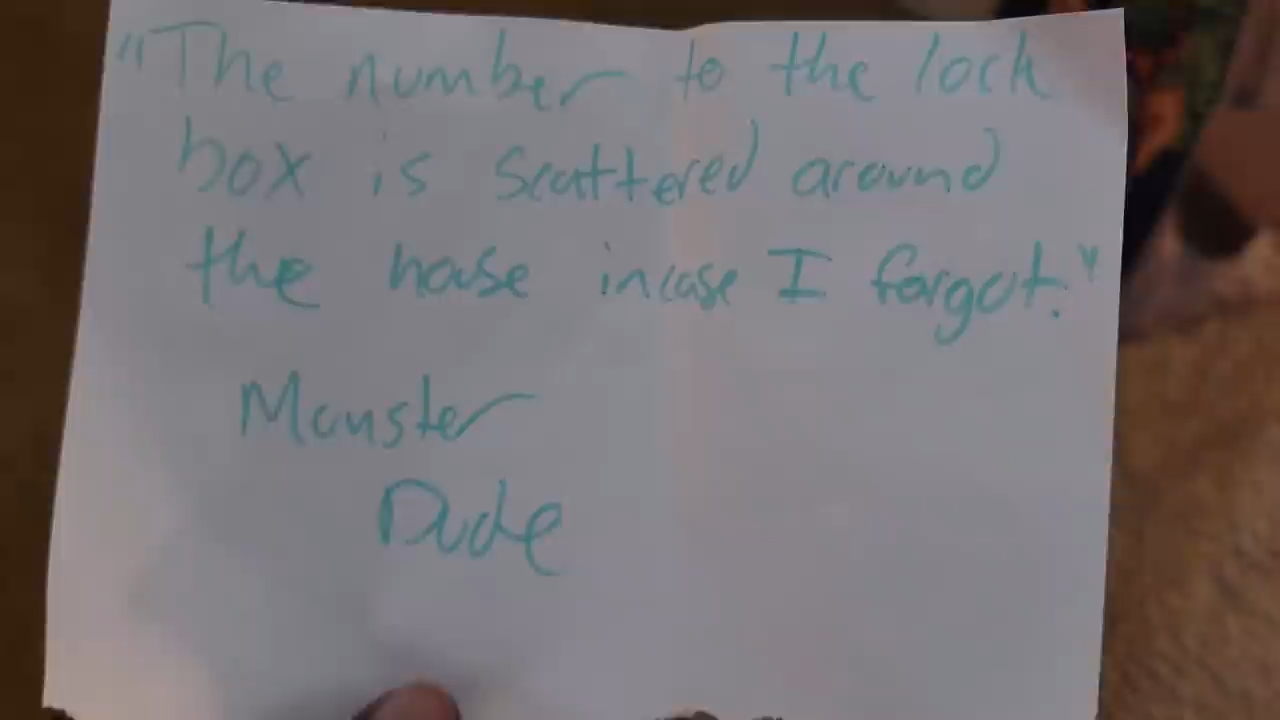 "The number to the lock
box is scattered around
the house incase I forgot."
Monster
Dude